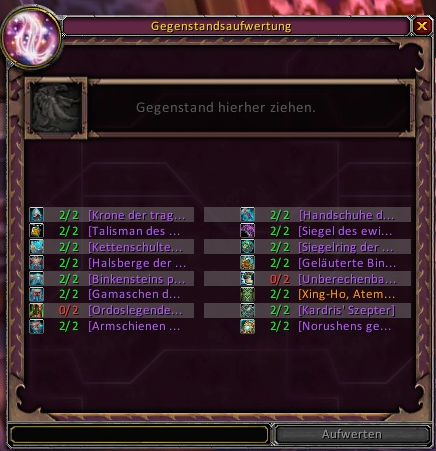 Gegenstandsaufwertung
Gegenstand hierher ziehen.
2/2 [Krone der trag...
2/2 [Talisman des ...
2/2 [Kettenschulte...
2/2 [Halsberge der ...
2/2 [Binkensteins p...
2/2 [Gamaschen d...
0/2 [Ordoslegende...
2/2 [Armschienen ...
2/2 [Handschuhe d...
2/2 [Siegel des ewi...
2/2 [Siegelring der ...
2/2 [Geläuterte Bin...
0/2 [Unberechenba...
2/2 [Xing-Ho, Atem...
2/2 [Kardris' Szepter]
2/2 [Norushens ge...
Aufwerten